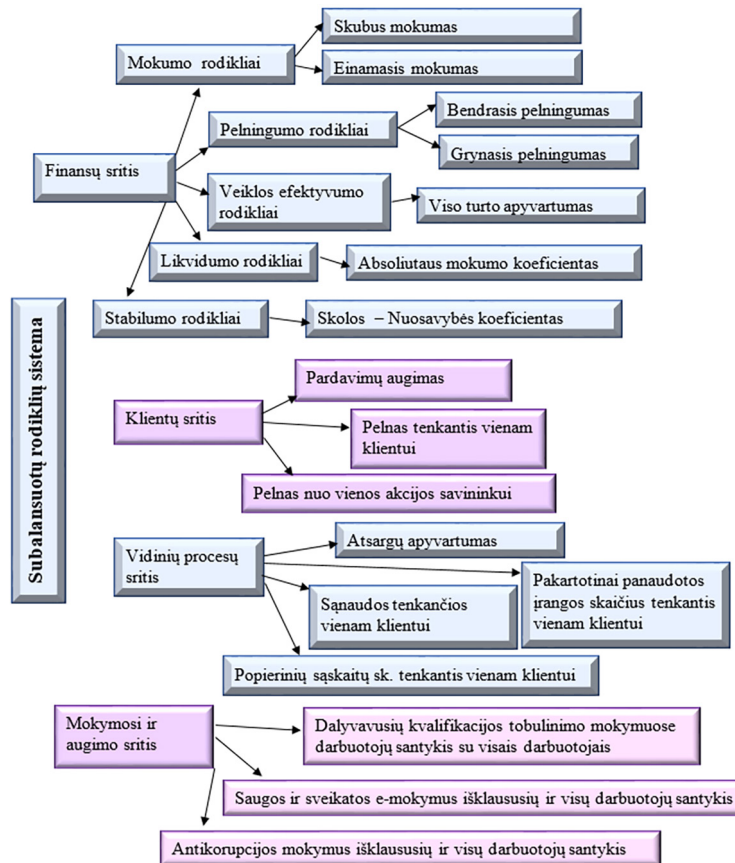 Subalansuotų rodiklių sistema
Finansų sritis
Mokumo rodikliai
Skubus mokumas
Einamasis mokumas
Pelningumo rodikliai
Bendrasis pelningumas
Grynasis pelningumas
Veiklos efektyvumo
rodikliai
Viso turto apyvartumas
Likvidumo rodikliai
Absoliutaus mokumo koeficientas
Stabilumo rodikliai
Skolos – Nuosavybės koeficientas
Klientų sritis
Pardavimų augimas
Pelnas tenkantis vienam
klientui
Pelnas nuo vienos akcijos savininkui
Vidinių procesų
sritis
Atsargų apyvartumas
Pakartotinai panaudotos
įrangos skaičius tenkantis
vienam klientui
Sąnaudos tenkančios
vienam klientui
Popierinių sąskaitų sk. tenkantis vienam klientui
Mokymosi ir
augimo sritis
Dalyvavusių kvalifikacijos tobulinimo mokymuose
darbuotojų santykis su visais darbuotojais
Saugos ir sveikatos e-mokymus išklaususių ir visų darbuotojų santykis
Antikorupcijos mokymus išklaususių ir visų darbuotojų santykis